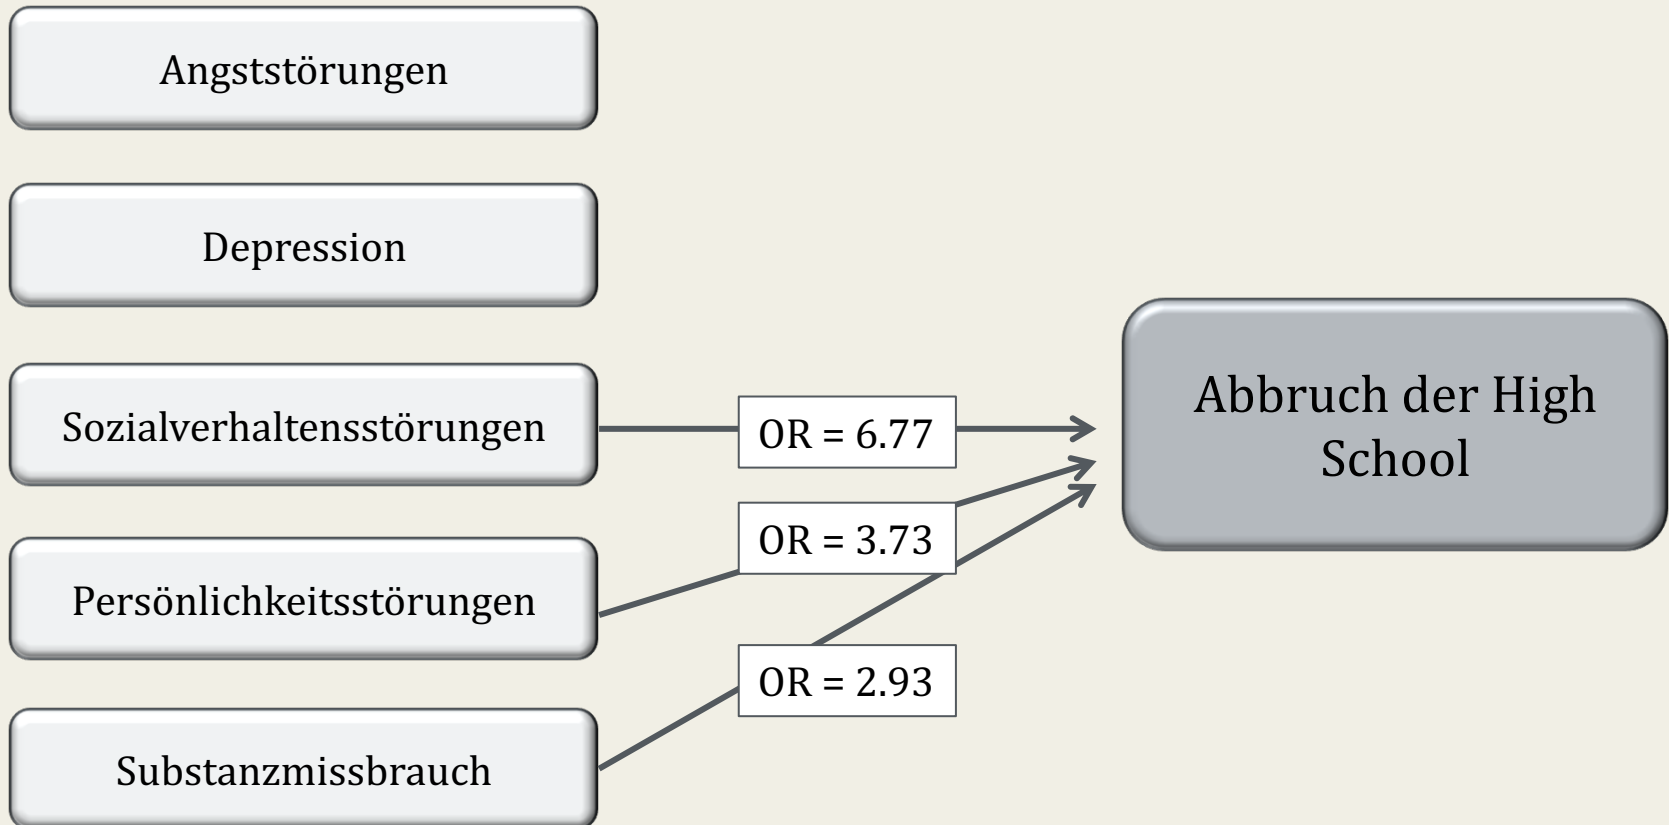 Angststörungen
Depression
Sozialverhaltensstörungen
OR = 6.77
Abbruch der High
School
Persönlichkeitsstörungen
OR = 3.73
Substanzmissbrauch
OR = 2.93